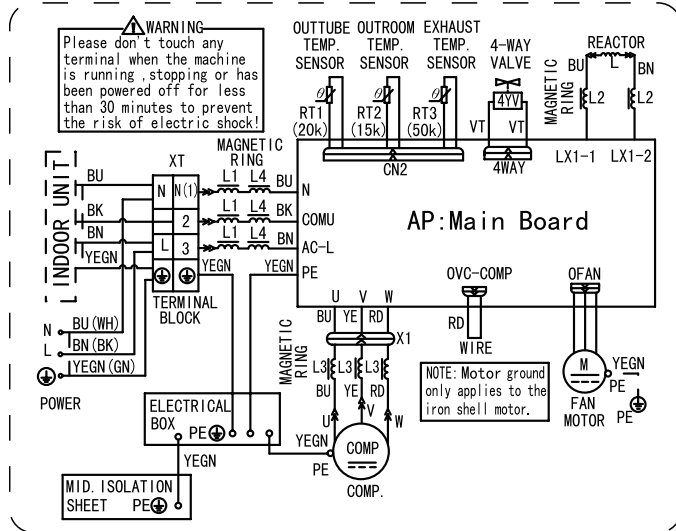 WARNING
Please don't touch any
terminal when the machine
is running ,stopping or has
been powered off for less
than 30 minutes to prevent
the risk of electric shock!
OUTTUBE OUTROOM EXHAUST
TEMP. TEMP. TEMP.
SENSOR SENSOR SENSOR
4-WAY
VALVE
REACTOR
BU L BN
MAGNETIC
RING
L2 L2
θ θ θ
4YV
RT1 RT2 RT3
(20k) (15k) (50k)
VT VT
CN2
4WAY
LX1-1 LX1-2
INDOOR UNIT
BU
BK
BN
YEGN
XT
MAGNETIC
RING
N N(1) L1 L4 BU N
2 L1 L4 BK COMU
L 3 L1 L4 BN AC-L
YEGN YEGN PE
AP:Main Board
TERMINAL
BLOCK
N BU(WH)
L BN(BK)
YEGN(GN)
POWER
U V W
BU YE RD
X1
MAGNETIC
RING
L3 L3 L3
BU YE RD
U V W
OVC-COMP
RD
WIRE
OFAN
NOTE: Motor ground
only applies to the
iron shell motor.
M
YEGN
PE
PE
FAN
MOTOR
ELECTRICAL
BOX
PE
YEGN
PE
COMP
COMP.
YEGN
MID. ISOLATION
SHEET PE